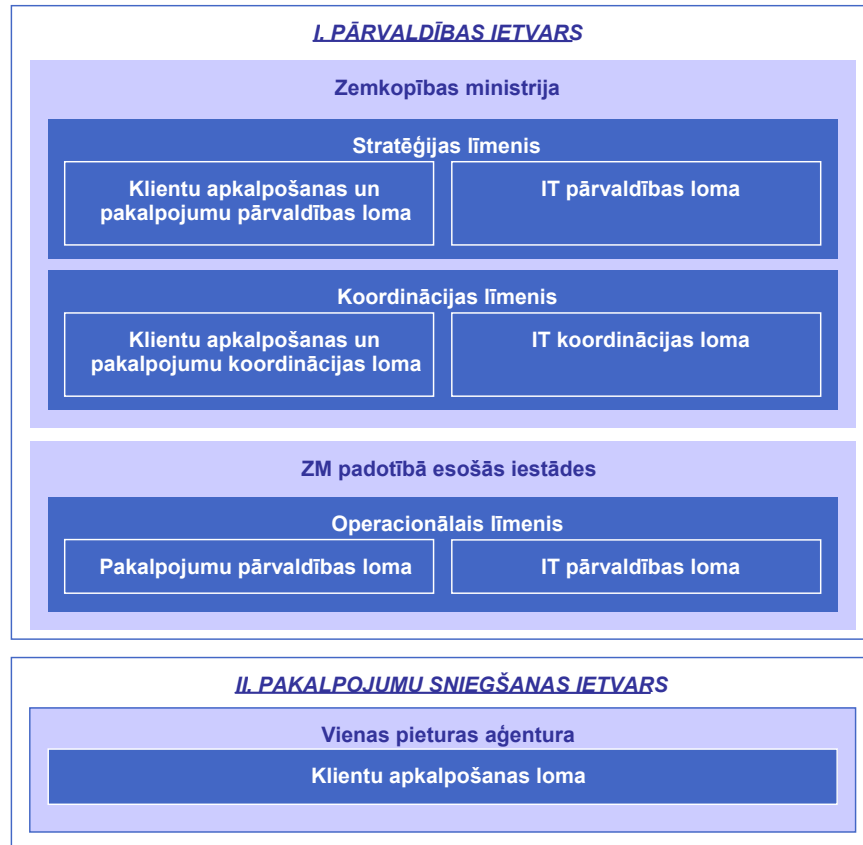 I. PĀRVALDĪBAS IETVARS
Zemkopības ministrija
Stratēģijas līmenis
Klientu apkalpošanas un
pakalpojumu pārvaldības loma
IT pārvaldības loma
Koordinācijas līmenis
Klientu apkalpošanas un
pakalpojumu koordinācijas loma
IT koordinācijas loma
ZM padotībā esošās iestādes
Operacionālais līmenis
Pakalpojumu pārvaldības loma
IT pārvaldības loma
II. PAKALPOJUMU SNIEGŠANAS IETVARS
Vienas pieturas aģentura
Klientu apkalpošanas loma